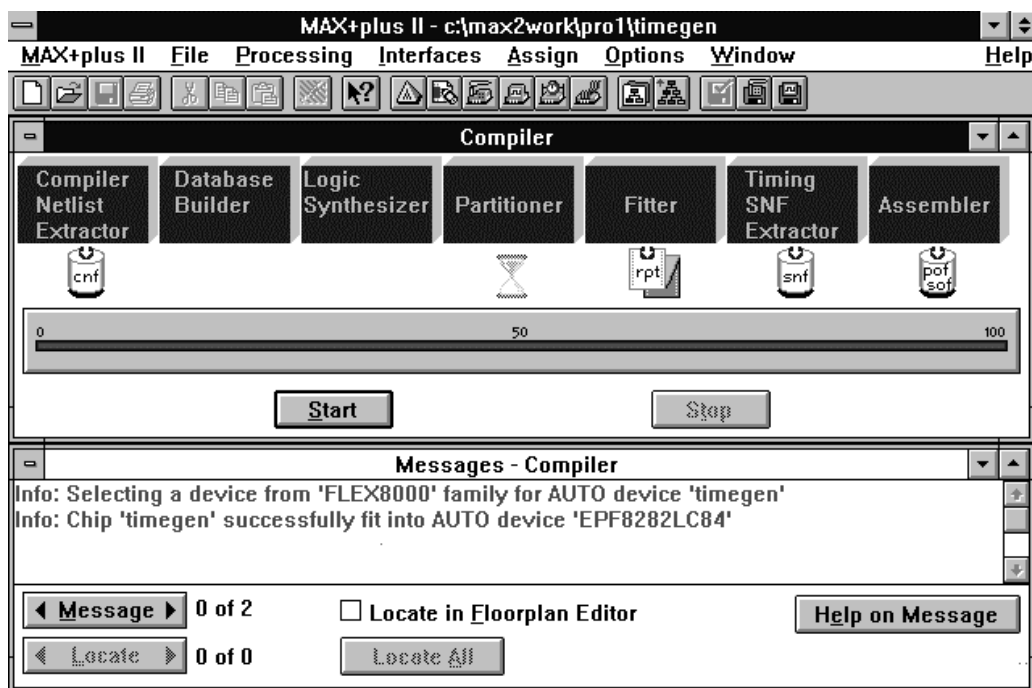 MAX+plus II - c:\max2work\pro1\timegen
MAX+plus II File Processing Interfaces Assign Options Window Help
Compiler
Compiler Netlist Extractor
Database Builder
Logic Synthesizer
Partitioner
Fitter
Timing SNF Extractor
Assembler
cnf
rpt
snf
pof
sof
0 50 100
Start Stop
Messages - Compiler
Info: Selecting a device from 'FLEX8000' family for AUTO device 'timegen'
Info: Chip 'timegen' successfully fit into AUTO device 'EPF8282LC84'
Message 0 of 2 Locate in Floorplan Editor Help on Message
Locate 0 of 0 Locate All